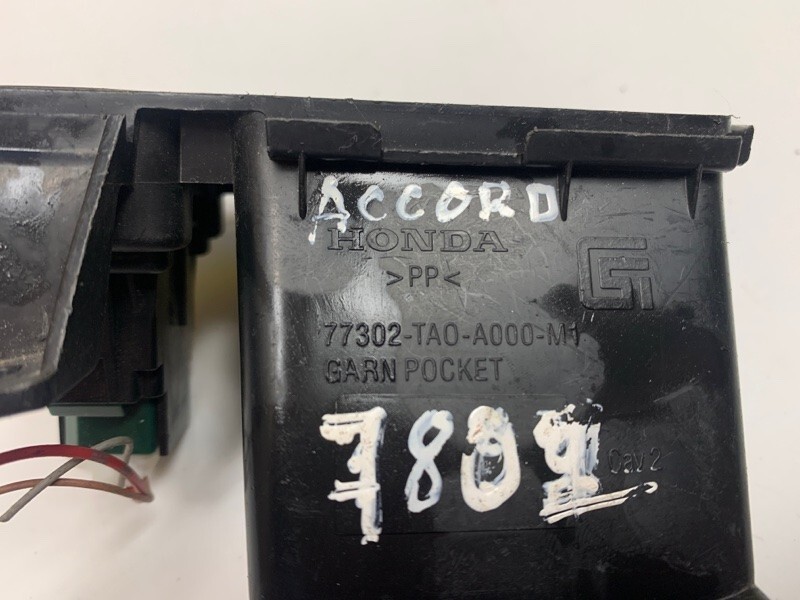 ACCORD
HONDA
>PP<
77302-TA0-A000-M1
GARN POCKET
7809
Cav 2